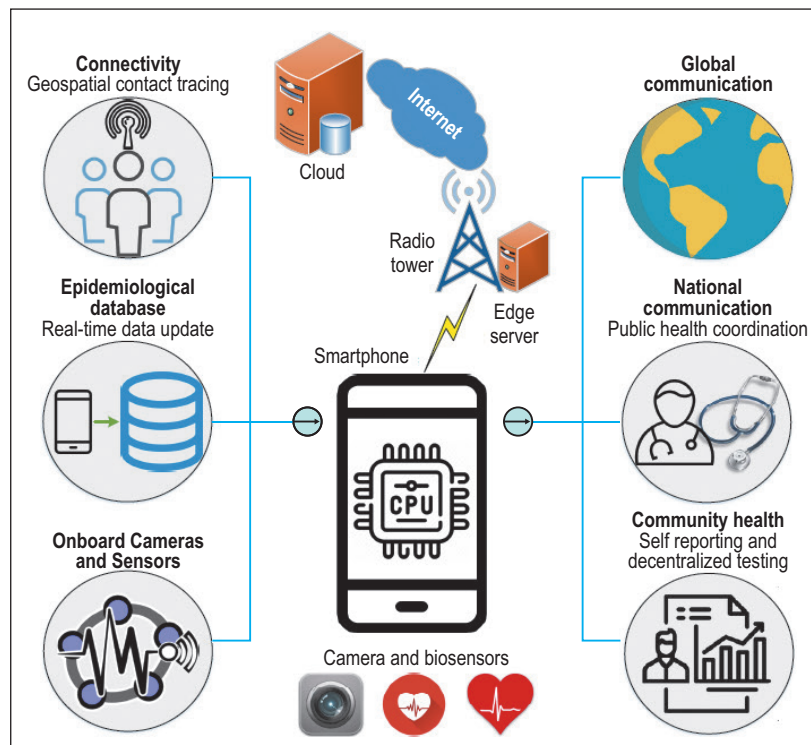 Connectivity
Geospatial contact tracing
Epidemiological
database
Real-time data update
Onboard Cameras
and Sensors
Cloud
Internet
Radio
tower
Edge
server
Smartphone
CPU
Camera and biosensors
Global
communication
National
communication
Public health coordination
Community health
Self reporting and
decentralized testing